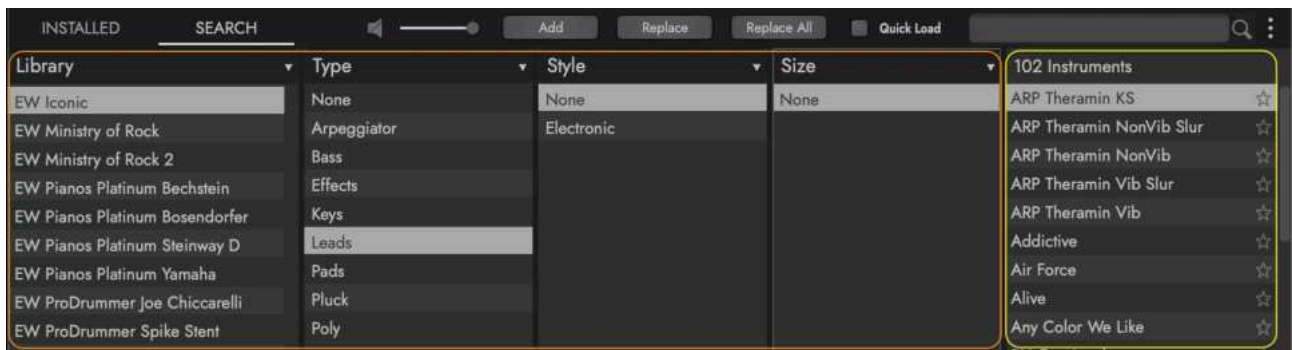 INSTALLED SEARCH Add Replace Replace All Quick Load
Library Type Style Size 102 Instruments
EW Iconic None None None ARP Theramin KS
EW Ministry of Rock Arpeggiator Electronic ARP Theramin NonVib Slur
EW Ministry of Rock 2 Bass ARP Theramin NonVib
EW Pianos Platinum Bechstein Effects ARP Theramin Vib Slur
EW Pianos Platinum Bosendorfer Keys ARP Theramin Vib
EW Pianos Platinum Steinway D Leads Addictive
EW Pianos Platinum Yamaha Pads Air Force
EW ProDrummer Joe Chiccarelli Pluck Alive
EW ProDrummer Spike Stent Poly Any Color We Like